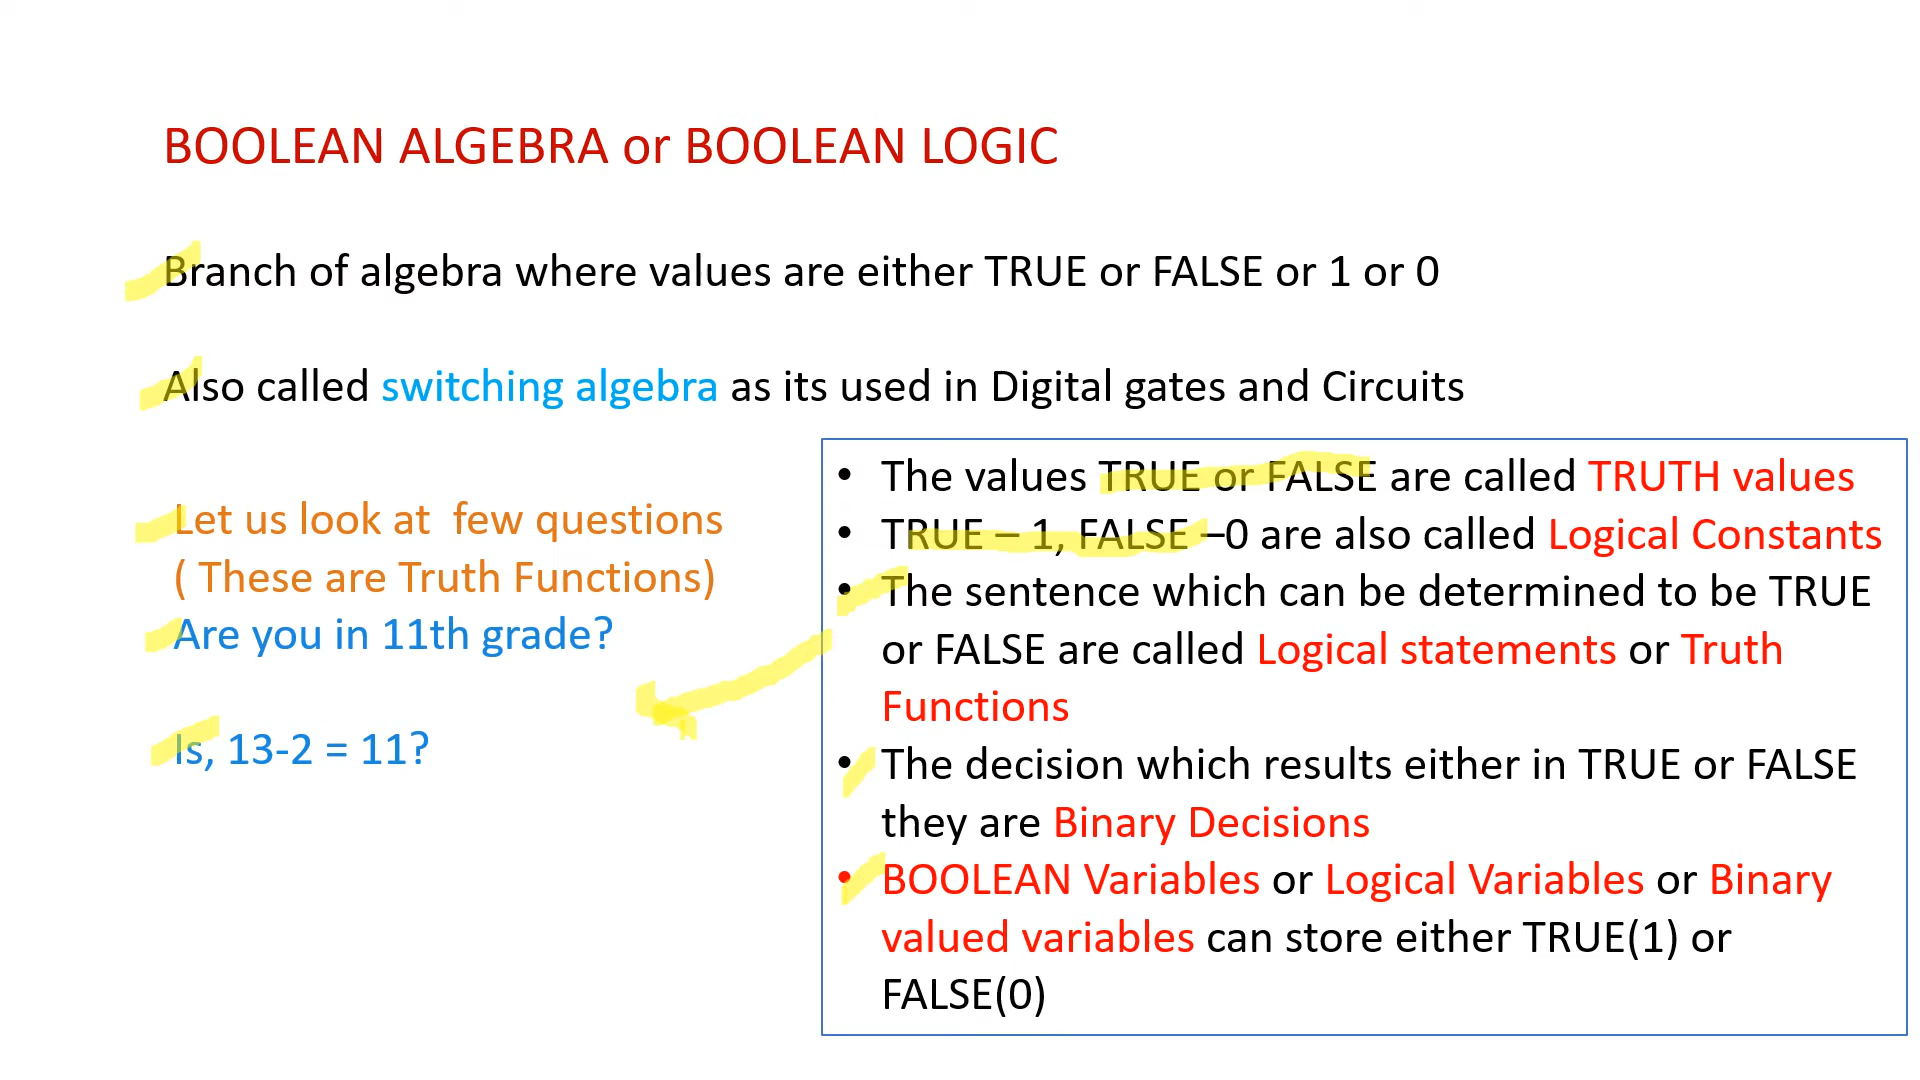 BOOLEAN ALGEBRA or BOOLEAN LOGIC
Branch of algebra where values are either TRUE or FALSE or 1 or 0
Also called switching algebra as its used in Digital gates and Circuits
Let us look at few questions
( These are Truth Functions)
Are you in 11th grade?
Is, 13-2 = 11?
• The values TRUE or FALSE are called TRUTH values
• TRUE – 1, FALSE –0 are also called Logical Constants
• The sentence which can be determined to be TRUE
or FALSE are called Logical statements or Truth
Functions
• The decision which results either in TRUE or FALSE
they are Binary Decisions
• BOOLEAN Variables or Logical Variables or Binary
valued variables can store either TRUE(1) or
FALSE(0)